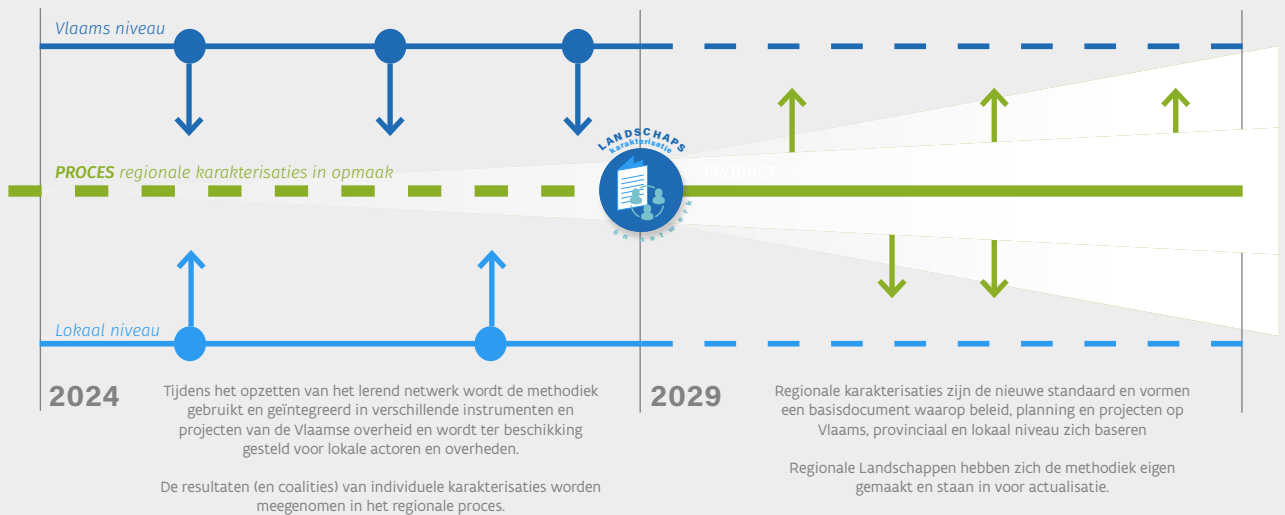 Vlaams niveau
LANDSCHAPS
karakterisatie
én netwerk
PROCES regionale karakterisaties in opmaak
PRODUCT
Lokaal niveau
2024
Tijdens het opzetten van het lerend netwerk wordt de methodiek
gebruikt en geïntegreerd in verschillende instrumenten en
projecten van de Vlaamse overheid en wordt ter beschikking
gesteld voor lokale actoren en overheden.
De resultaten (en coalities) van individuele karakterisaties worden
meegenomen in het regionale proces.
2029
Regionale karakterisaties zijn de nieuwe standaard en vormen
een basisdocument waarop beleid, planning en projecten op
Vlaams, provinciaal en lokaal niveau zich baseren
Regionale Landschappen hebben zich de methodiek eigen
gemaakt en staan in voor actualisatie.